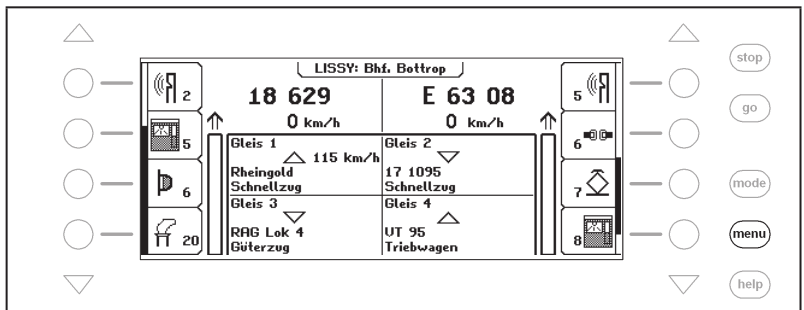 LISSY: Bhf. Bottrop
18 629
E 63 08
0 km/h
0 km/h
2
5
6
20
5
6
7
8
Gleis 1
115 km/h
Rheingold
Schnellzug
Gleis 2
17 1095
Schnellzug
Gleis 3
RAG Lok 4
Güterzug
Gleis 4
VT 95
Triebwagen
stop
go
mode
menu
help